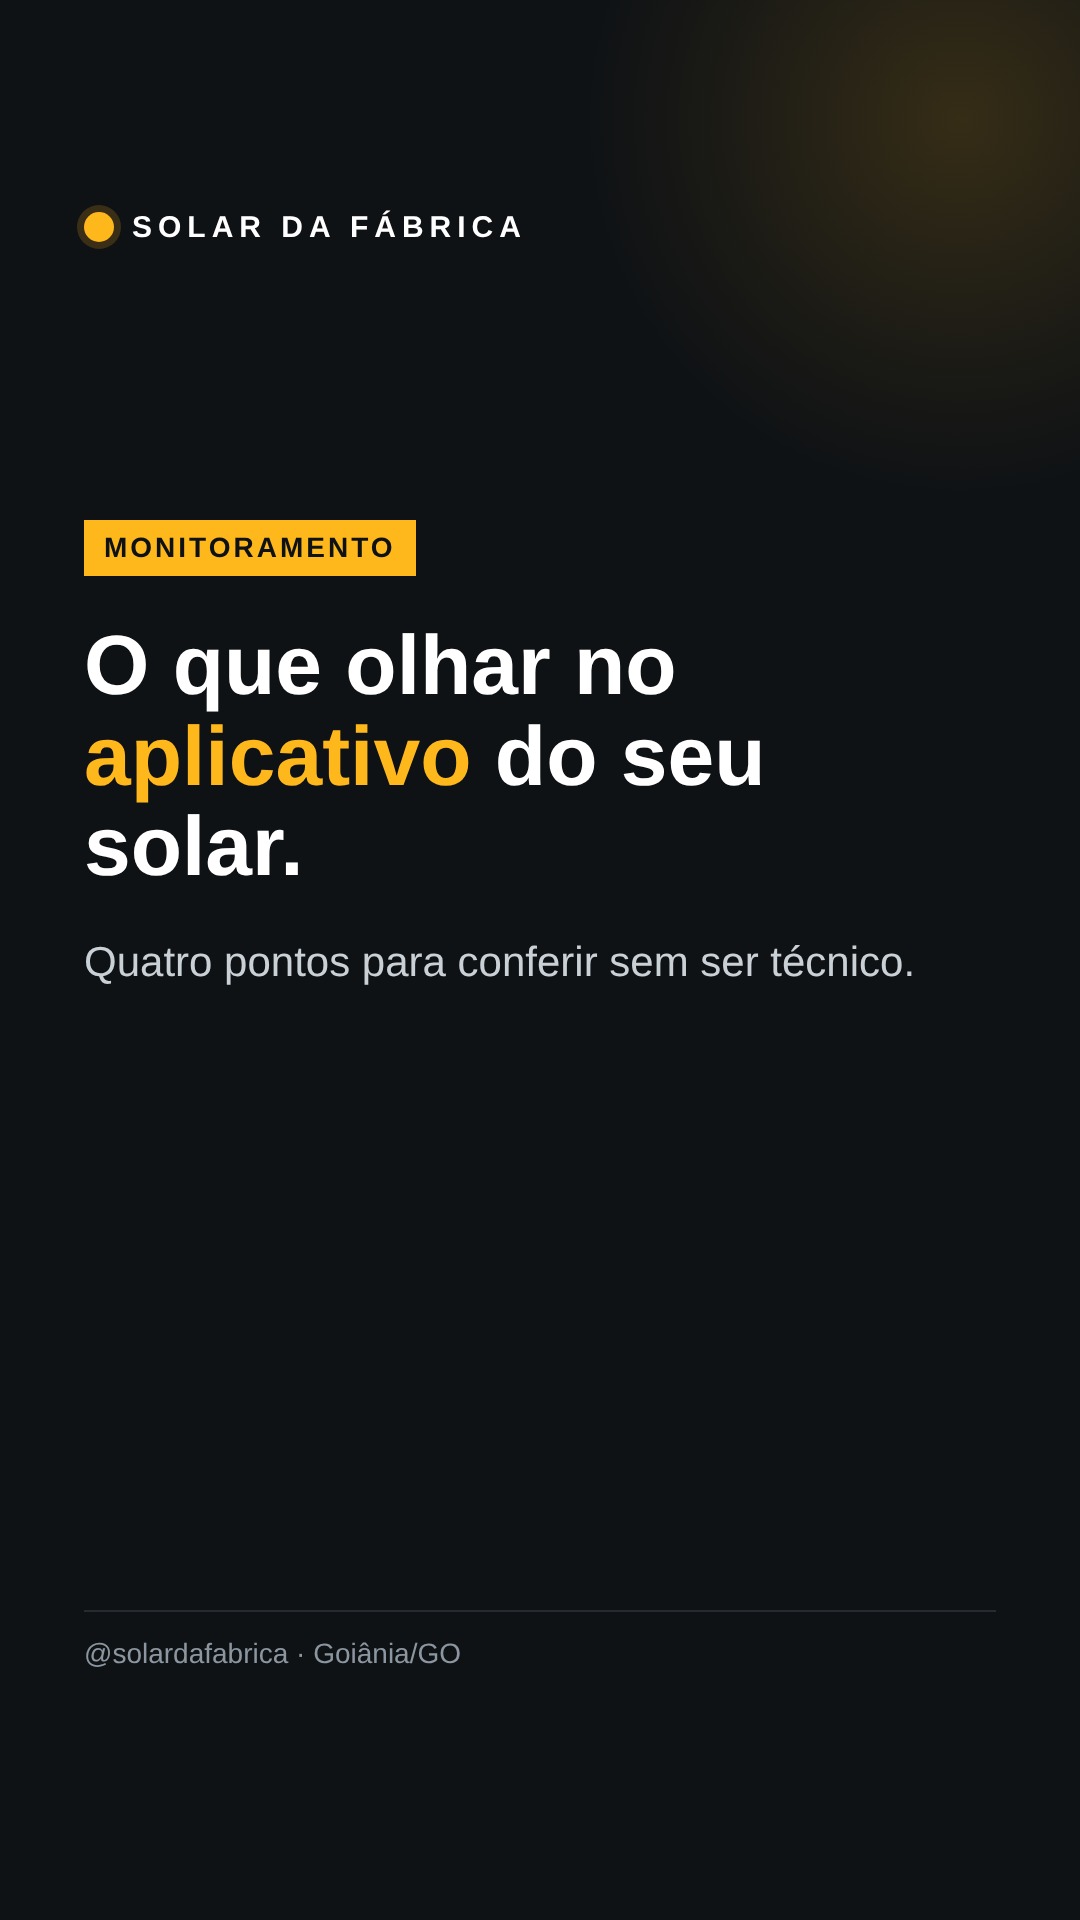 SOLAR DA FÁBRICA
MONITORAMENTO
O que olhar no
aplicativo do seu
solar.
Quatro pontos para conferir sem ser técnico.
@solardafabrica · Goiânia/GO